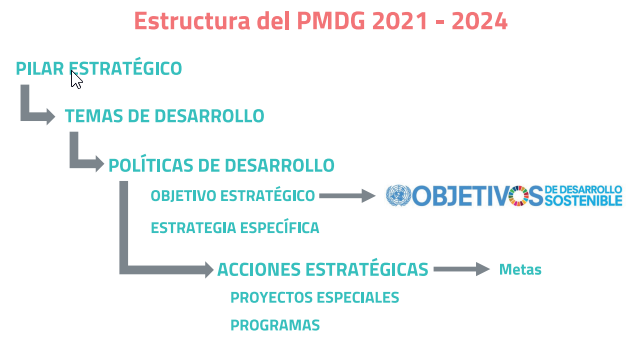 Estructura del PMDG 2021 - 2024
PILAR ESTRATÉGICO
TEMAS DE DESARROLLO
POLÍTICAS DE DESARROLLO
OBJETIVO ESTRATÉGICO
OBJETIVOS DE DESARROLLO SOSTENIBLE
ESTRATEGIA ESPECÍFICA
ACCIONES ESTRATÉGICAS
Metas
PROYECTOS ESPECIALES
PROGRAMAS